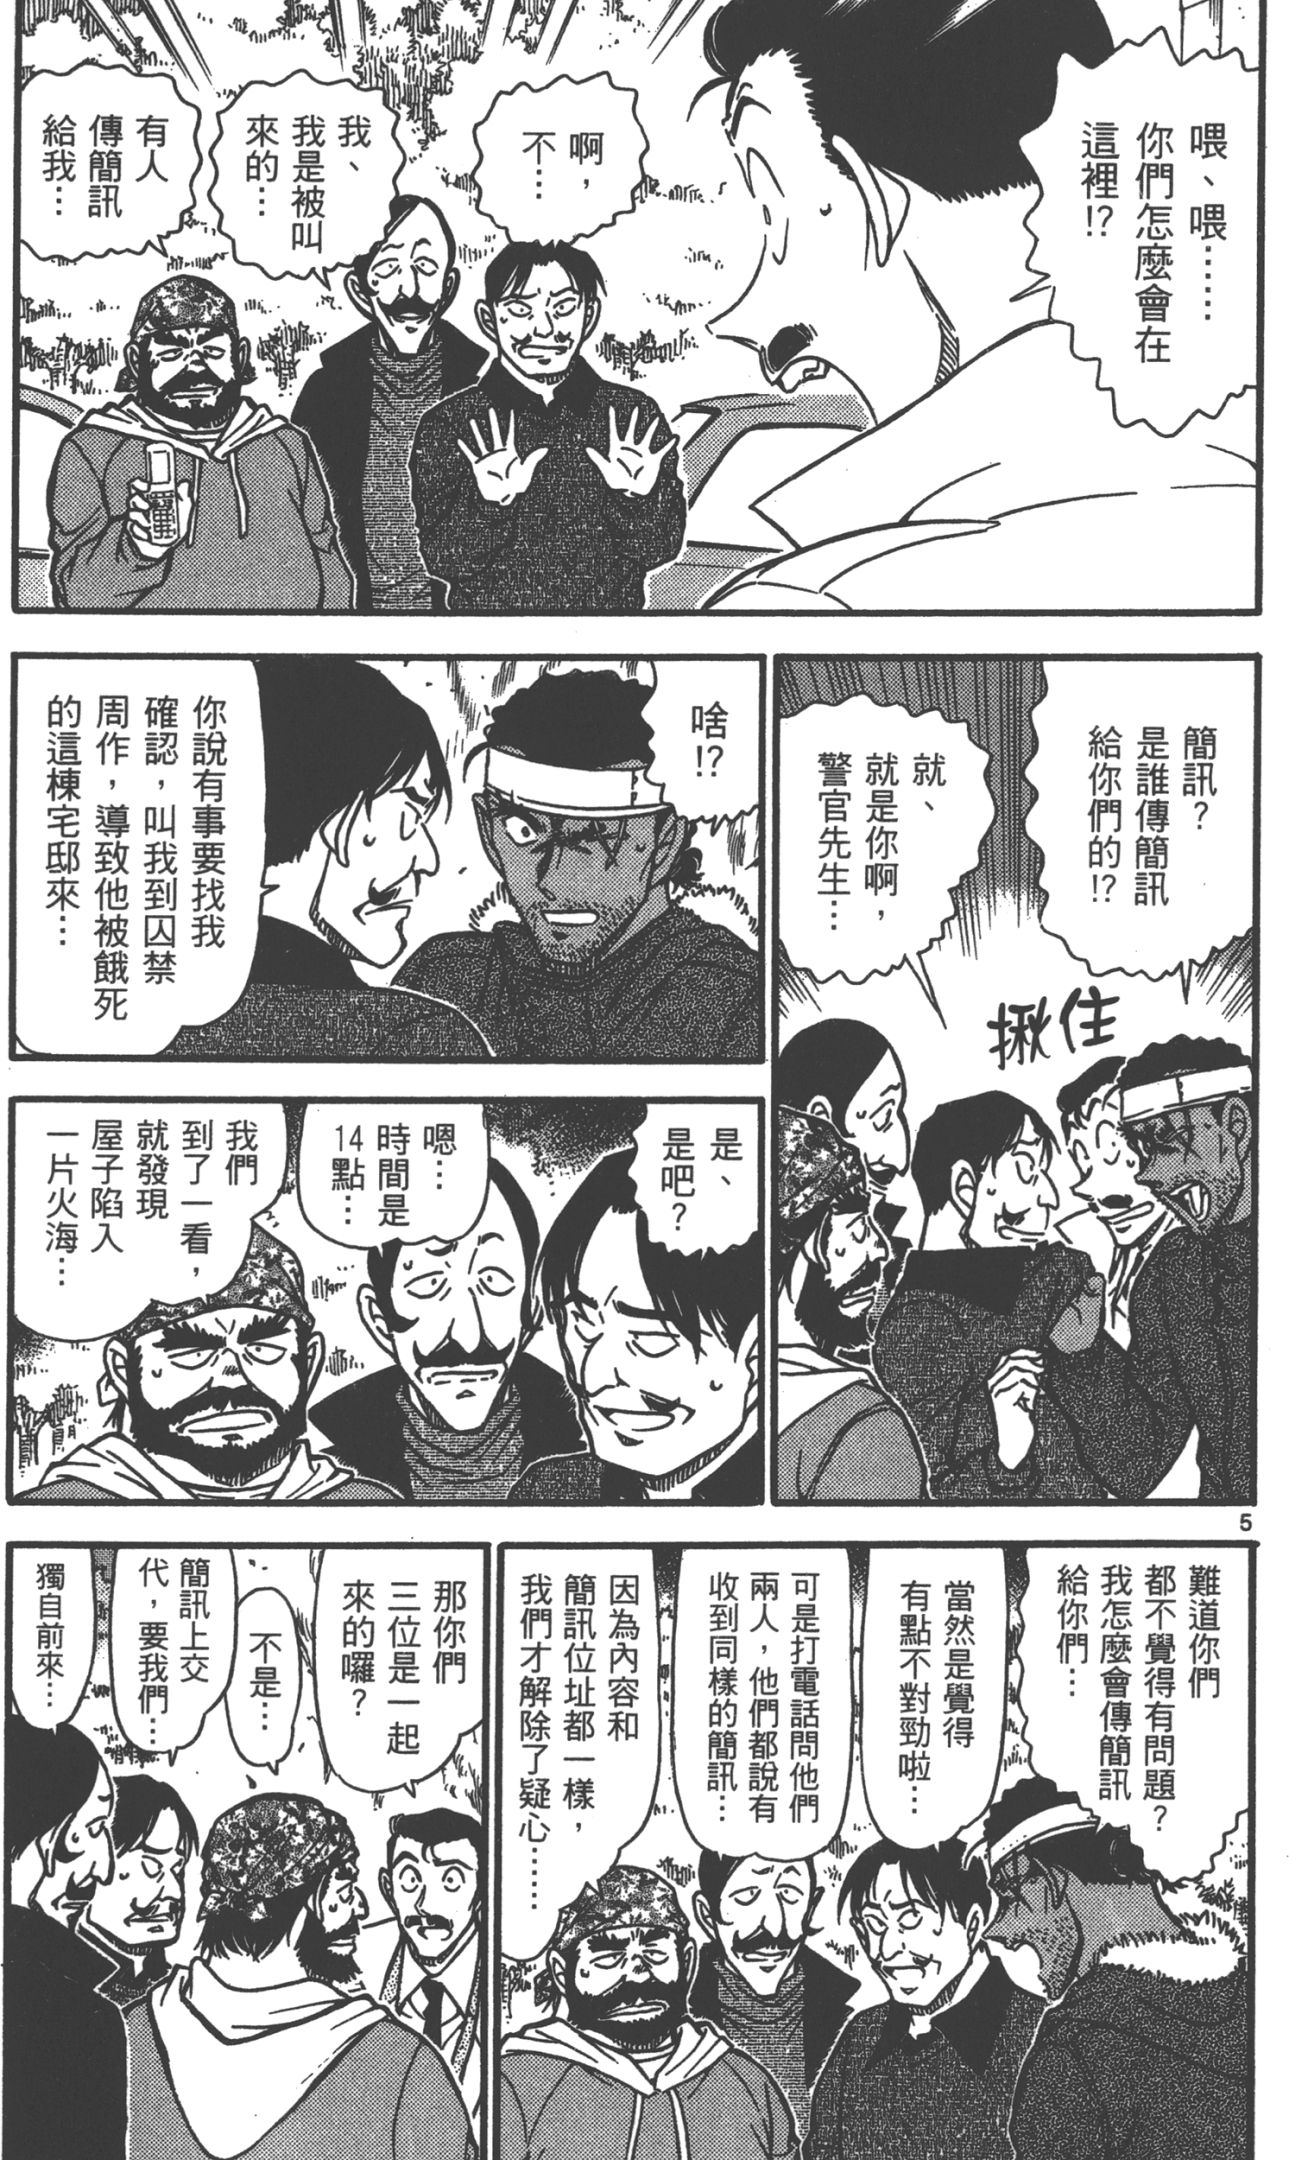 喂、喂……
你們怎麼會在
這裡!?
啊，
不…
我、
我是被叫
來的…
有人
傳簡訊
給我…
簡訊？
是誰傳簡訊
給你們的!?
就、
就是你啊，
警官先生…
揪住
啥!?
你說有事要找我
確認，叫我到囚禁
周作，導致他被餓死
的這棟宅邸來…
是、
是吧？
嗯…
時間是
14點…
我們
到了一看，
就發現
屋子陷入
一片火海…
5
難道你們
都不覺得有問題？
我怎麼會傳簡訊
給你們…
當然是覺得
有點不對勁啦…
可是打電話問他們
兩人，他們都說有
收到同樣的簡訊…
因為內容和
簡訊位址都一樣，
我們才解除了疑心……
那你們
三位是一起
來的囉？
不是…
簡訊上交
代，要我們…
獨自前來…